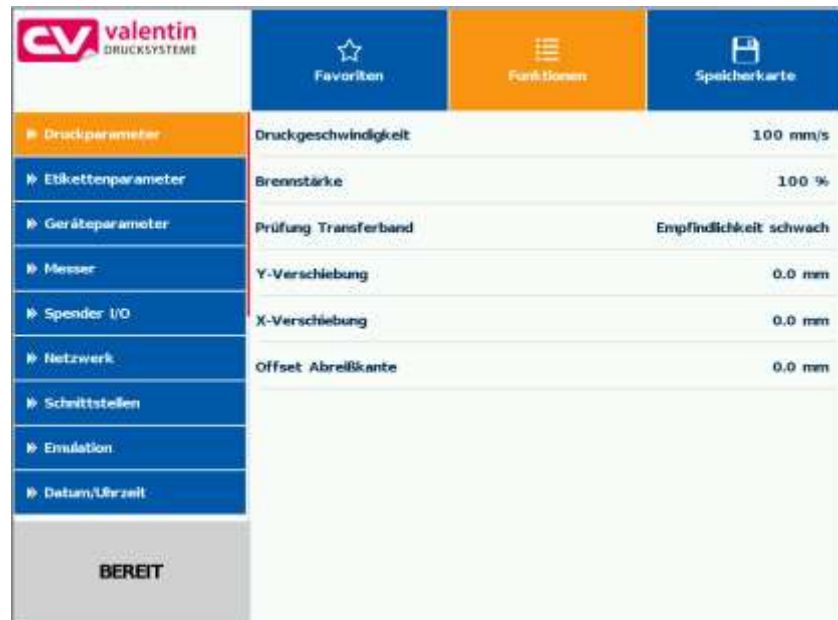 CV valentin
DRUCKSYSTEME
Favoriten
Funktionen
Speicherkarte
Druckparameter
Etikettenparameter
Geräteparameter
Messer
Spender I/O
Netzwerk
Schnittstellen
Emulation
Datum/Uhrzeit
BEREIT
Druckgeschwindigkeit 100 mm/s
Brennstärke 100 %
Prüfung Transferband Empfindlichkeit schwach
Y-Verschiebung 0.0 mm
X-Verschiebung 0.0 mm
Offset Abreißkante 0.0 mm